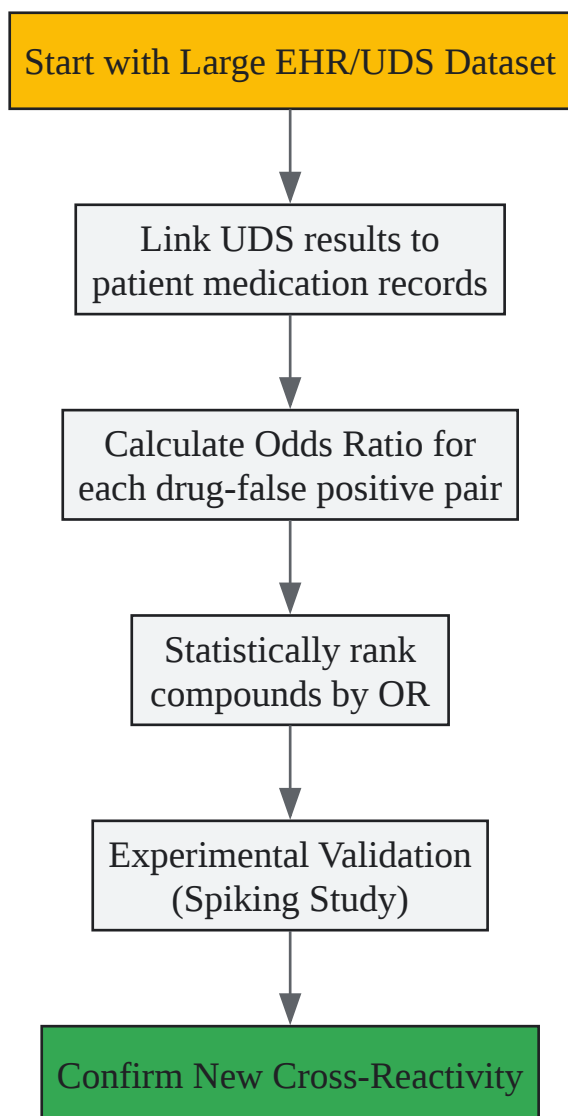 Start with Large EHR/UDS Dataset
Link UDS results to
patient medication records
Calculate Odds Ratio for
each drug-false positive pair
Statistically rank
compounds by OR
Experimental Validation
(Spiking Study)
Confirm New Cross-Reactivity